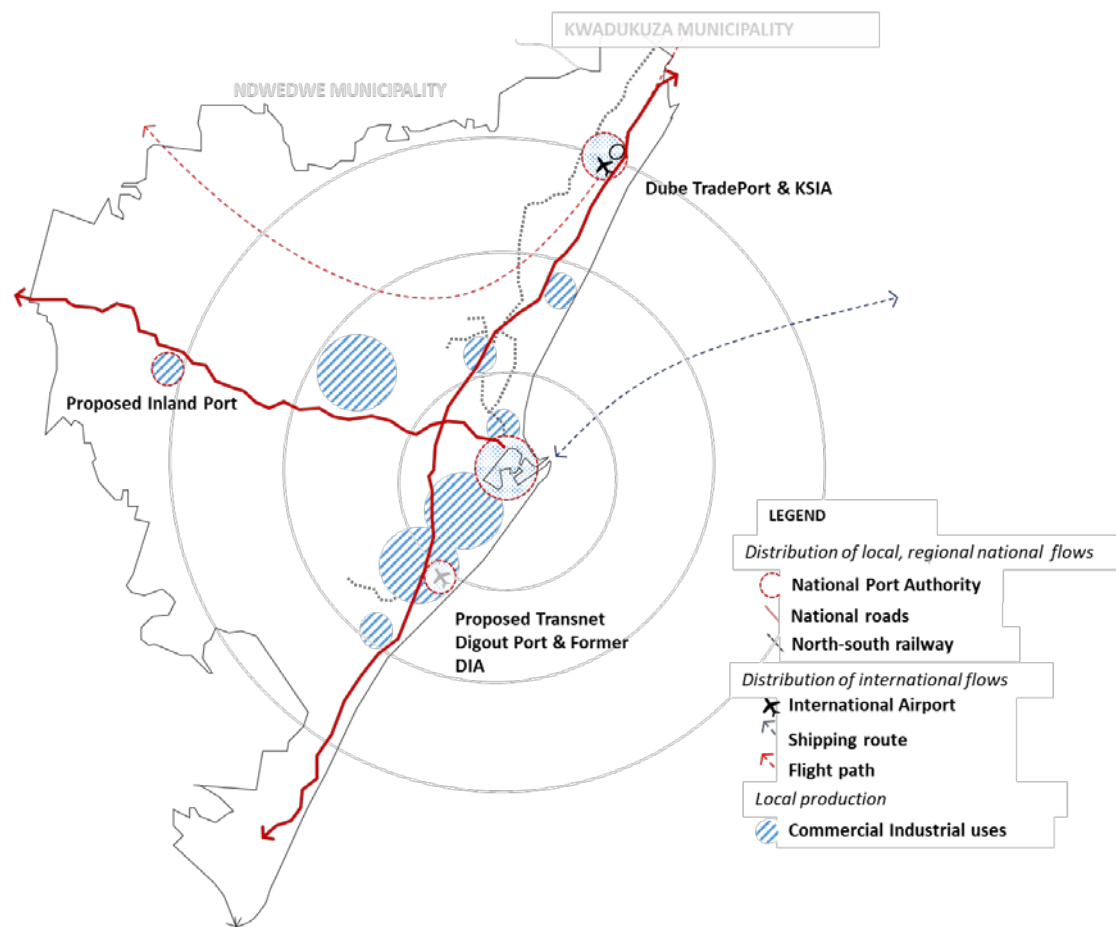 KWADUKUZA MUNICIPALITY
NDWEDWE MUNICIPALITY
Dube TradePort & KSIA
Proposed Inland Port
Proposed Transnet
Digout Port & Former
DIA
LEGEND
Distribution of local, regional national flows
National Port Authority
National roads
North-south railway
Distribution of international flows
International Airport
Shipping route
Flight path
Local production
Commercial Industrial uses